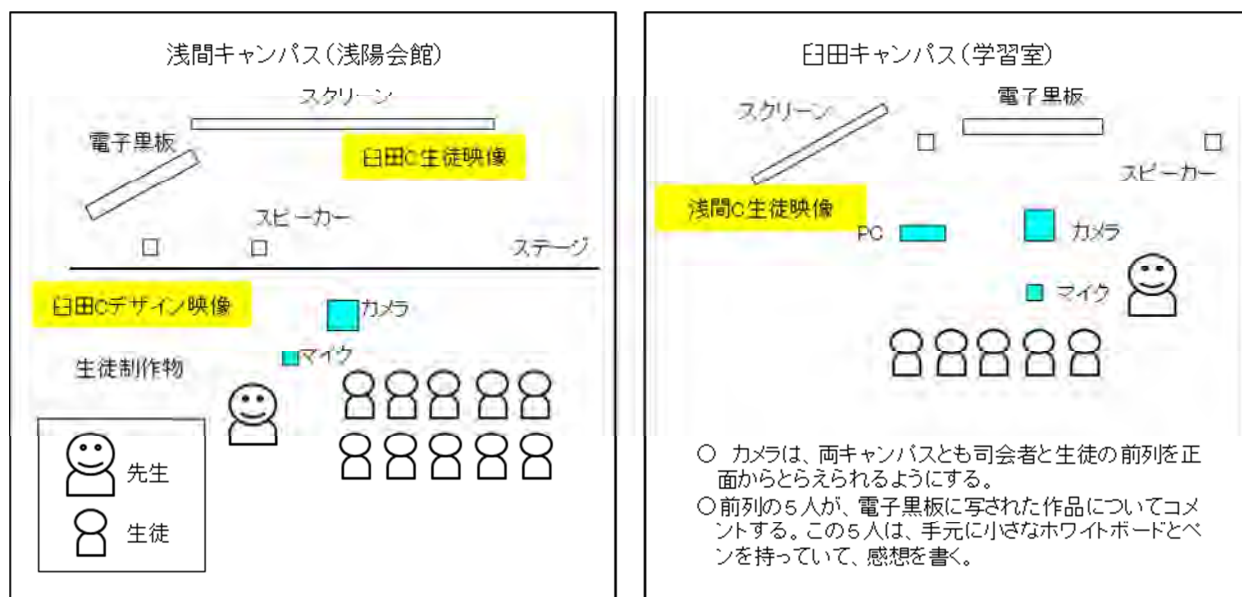 浅間キャンパス(浅陽会館)
スクリーン
電子黒板
臼田C生徒映像
スピーカー
ステージ
臼田Cデザイン映像
カメラ
マイク
生徒制作物
先生
生徒
臼田キャンパス(学習室)
電子黒板
スクリーン
スピーカー
浅間C生徒映像
PC
カメラ
マイク
○ カメラは、両キャンパスとも司会者と生徒の前列を正
面からとらえられるようにする。
○前列の5人が、電子黒板に写された作品についてコメ
ントする。この5人は、手元に小さなホワイトボードとペ
ンを持っていて、感想を書く。